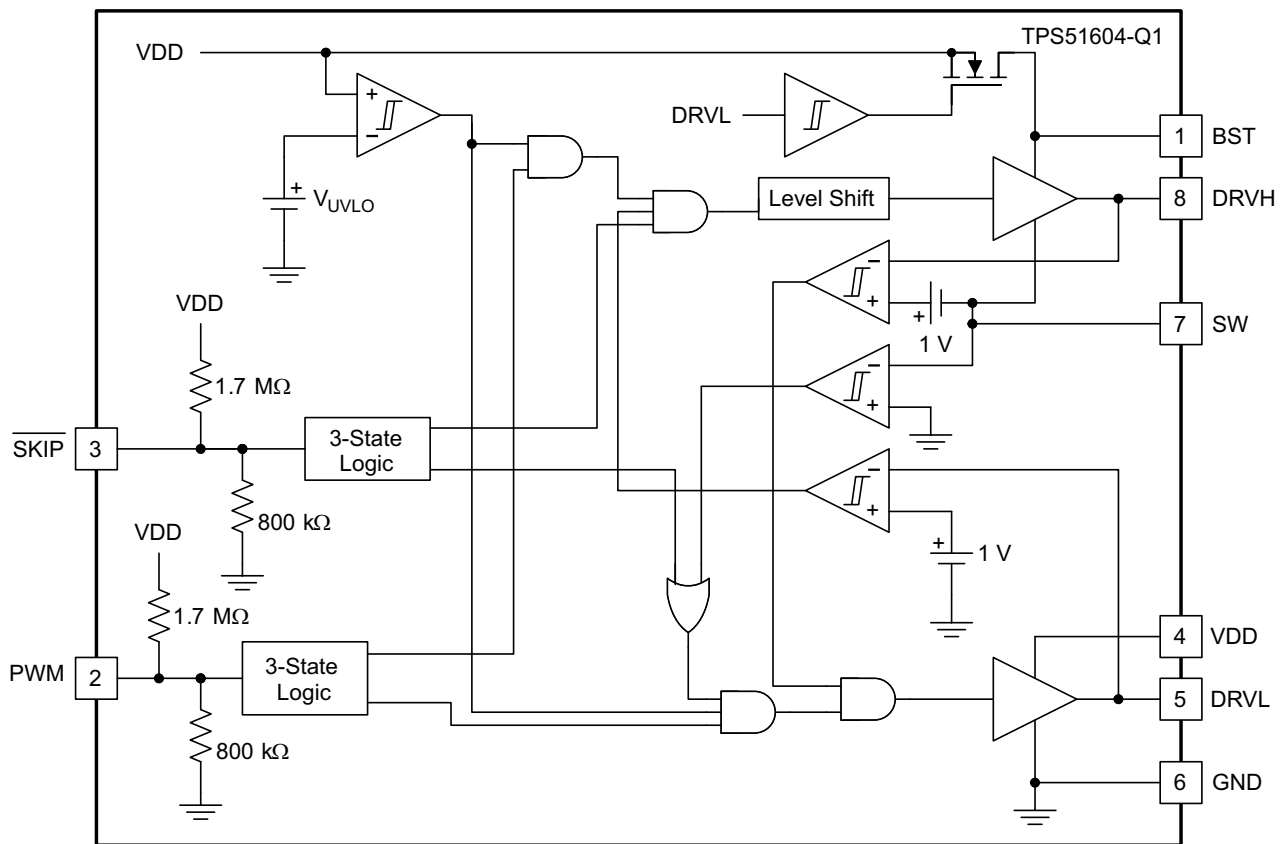 TPS51604-Q1
VDD
DRVL
+
−
+
VUVLO
1
BST
Level Shift
8
DRVH
−
+
+
1 V
7
SW
VDD
1.7 MΩ
−
+
SKIP
3
3-State
Logic
800 kΩ
−
+
+
1 V
VDD
1.7 MΩ
4
VDD
PWM
2
3-State
Logic
5
DRVL
800 kΩ
6
GND